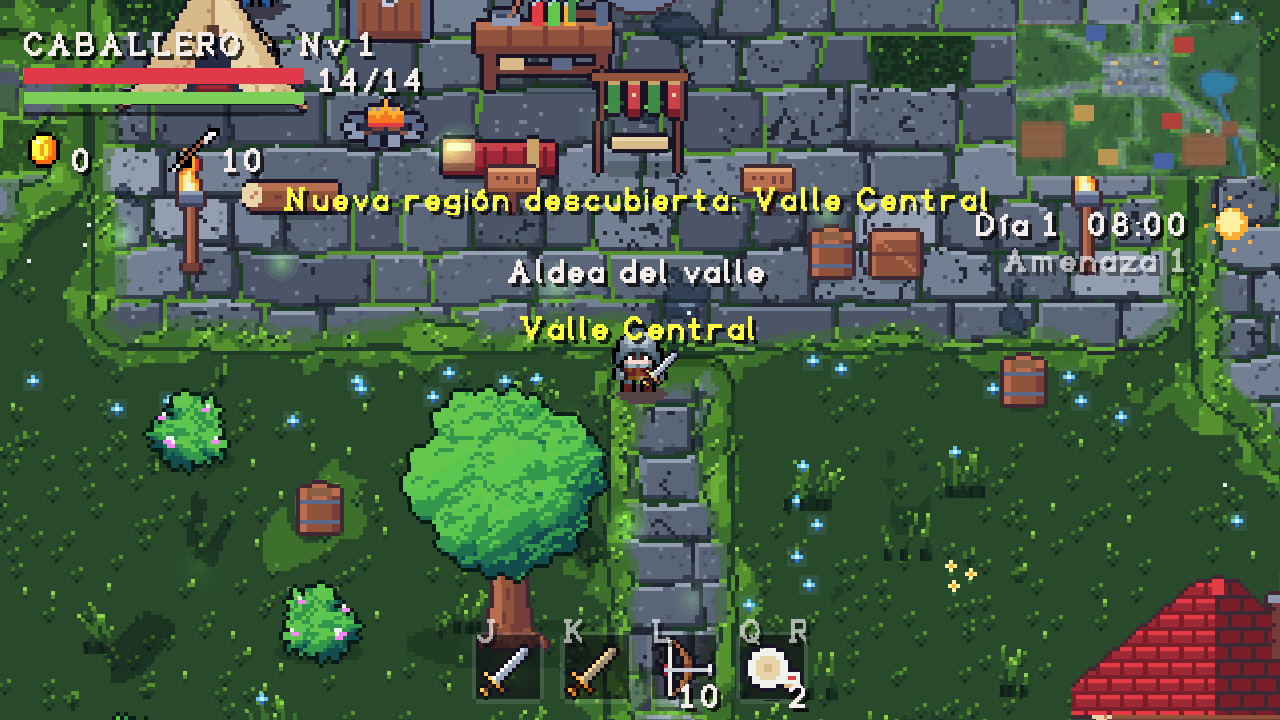 CABALLERO Nv 1
14/14
0 10
Nueva región descubierta: Valle Central
Día 1 08:00
Amenaza 1
Aldea del valle
Valle Central
J K L Q R
10 2